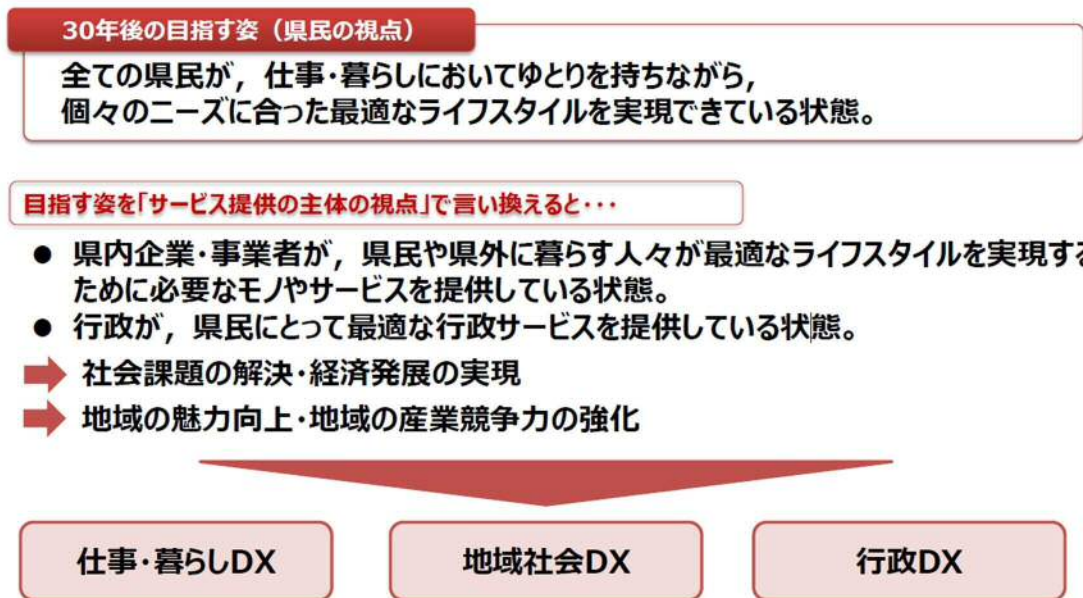 30年後の目指す姿（県民の視点）
全ての県民が，仕事・暮らしにおいてゆとりを持ちながら，
個々のニーズに合った最適なライフスタイルを実現できている状態。
目指す姿を「サービス提供の主体の視点」で言い換えると・・・
● 県内企業・事業者が，県民や県外に暮らす人々が最適なライフスタイルを実現する
ために必要なモノやサービスを提供している状態。
● 行政が，県民にとって最適な行政サービスを提供している状態。
社会課題の解決・経済発展の実現
地域の魅力向上・地域の産業競争力の強化
仕事・暮らしDX
地域社会DX
行政DX